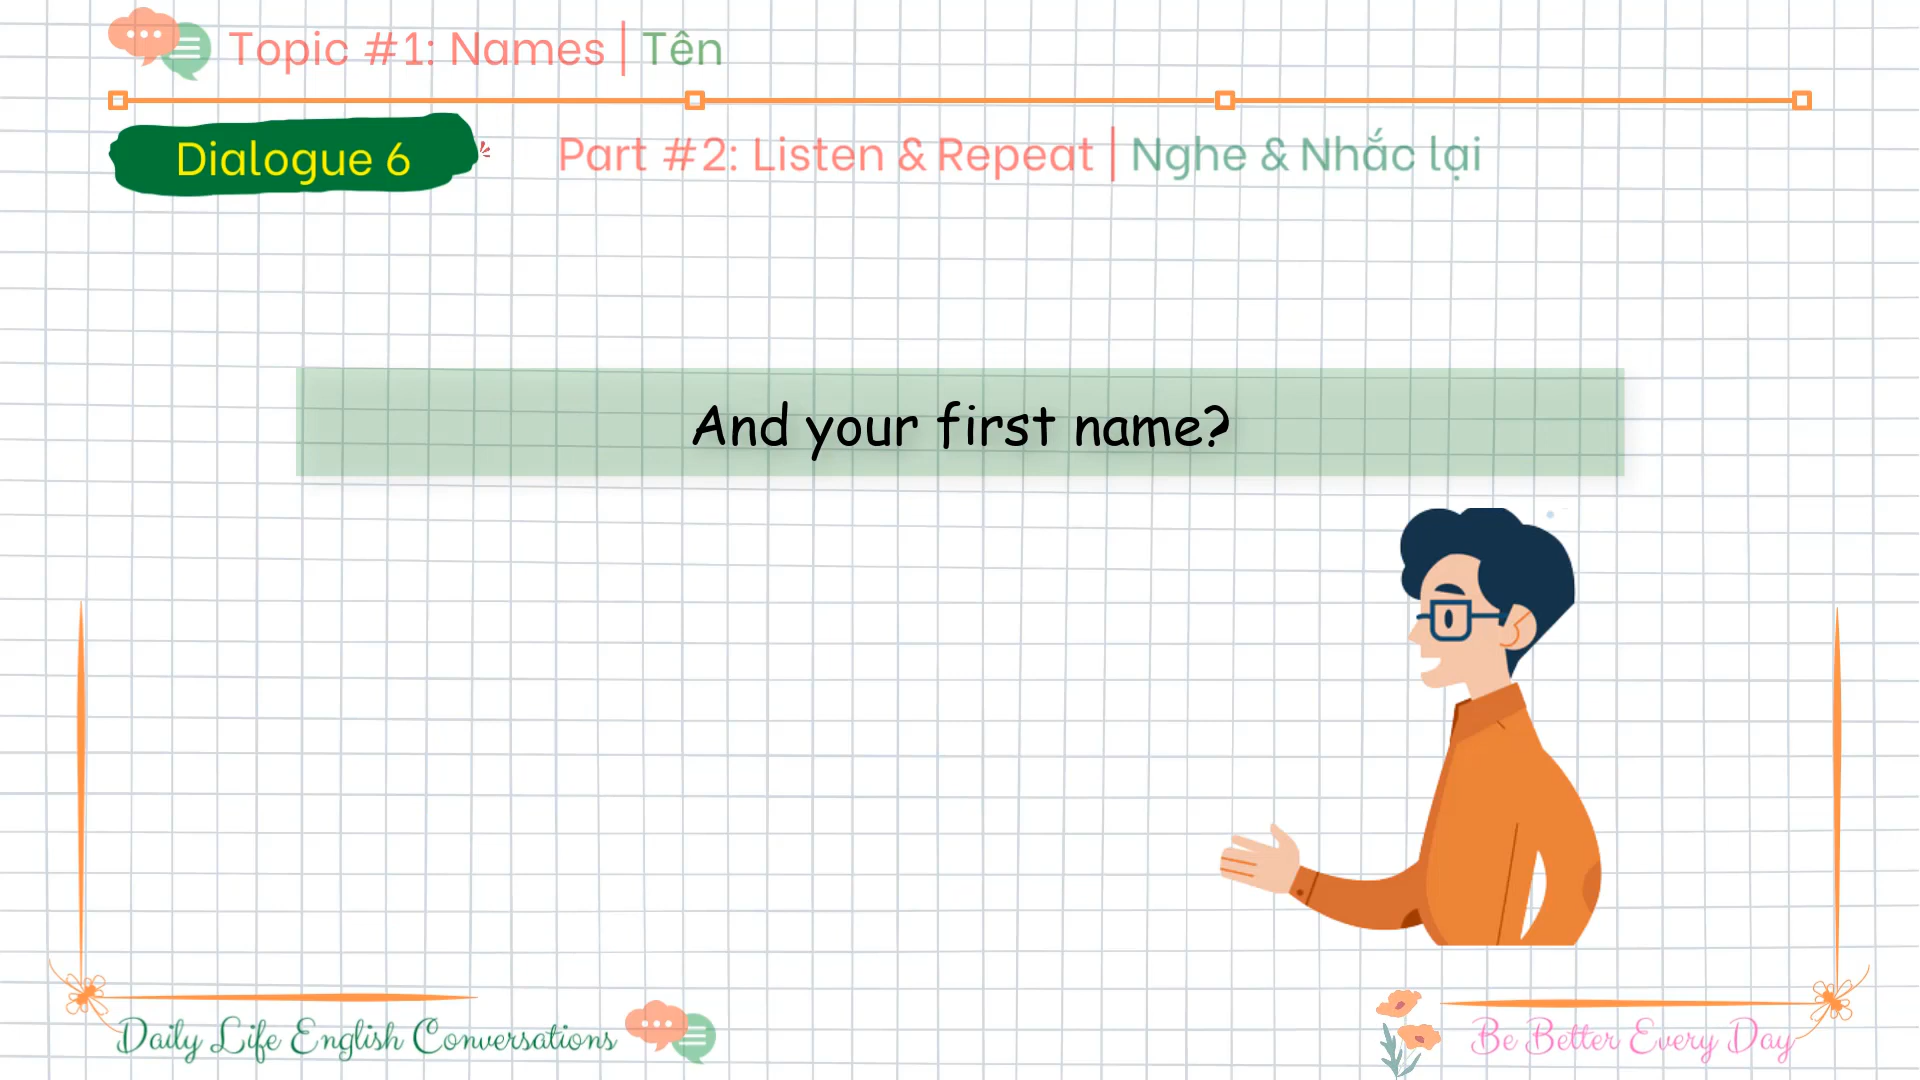 Topic #1: Names | Tên
Dialogue 6
Part #2: Listen & Repeat | Nghe & Nhắc lại
And your first name?
Daily Life English Conversations
Be Better Every Day